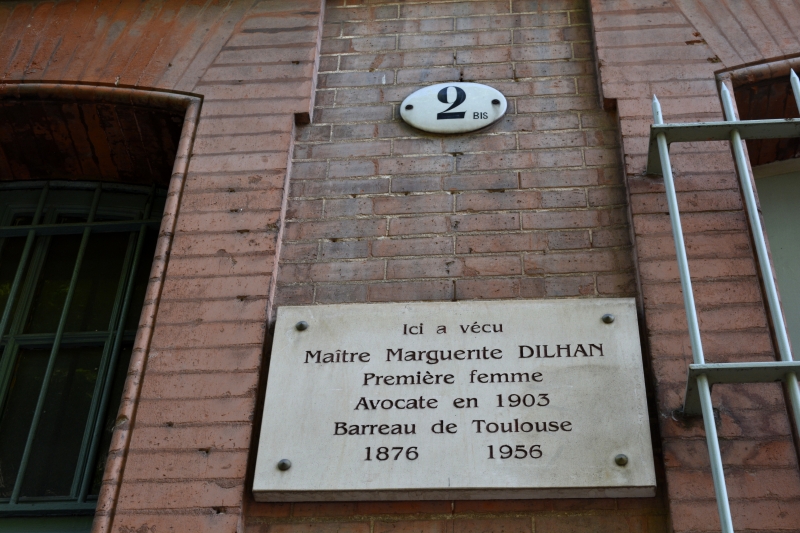 2 BIS
Ici a vécu
Maître Marguerite DILHAN
Première femme
Avocate en 1903
Barreau de Toulouse
1876 1956